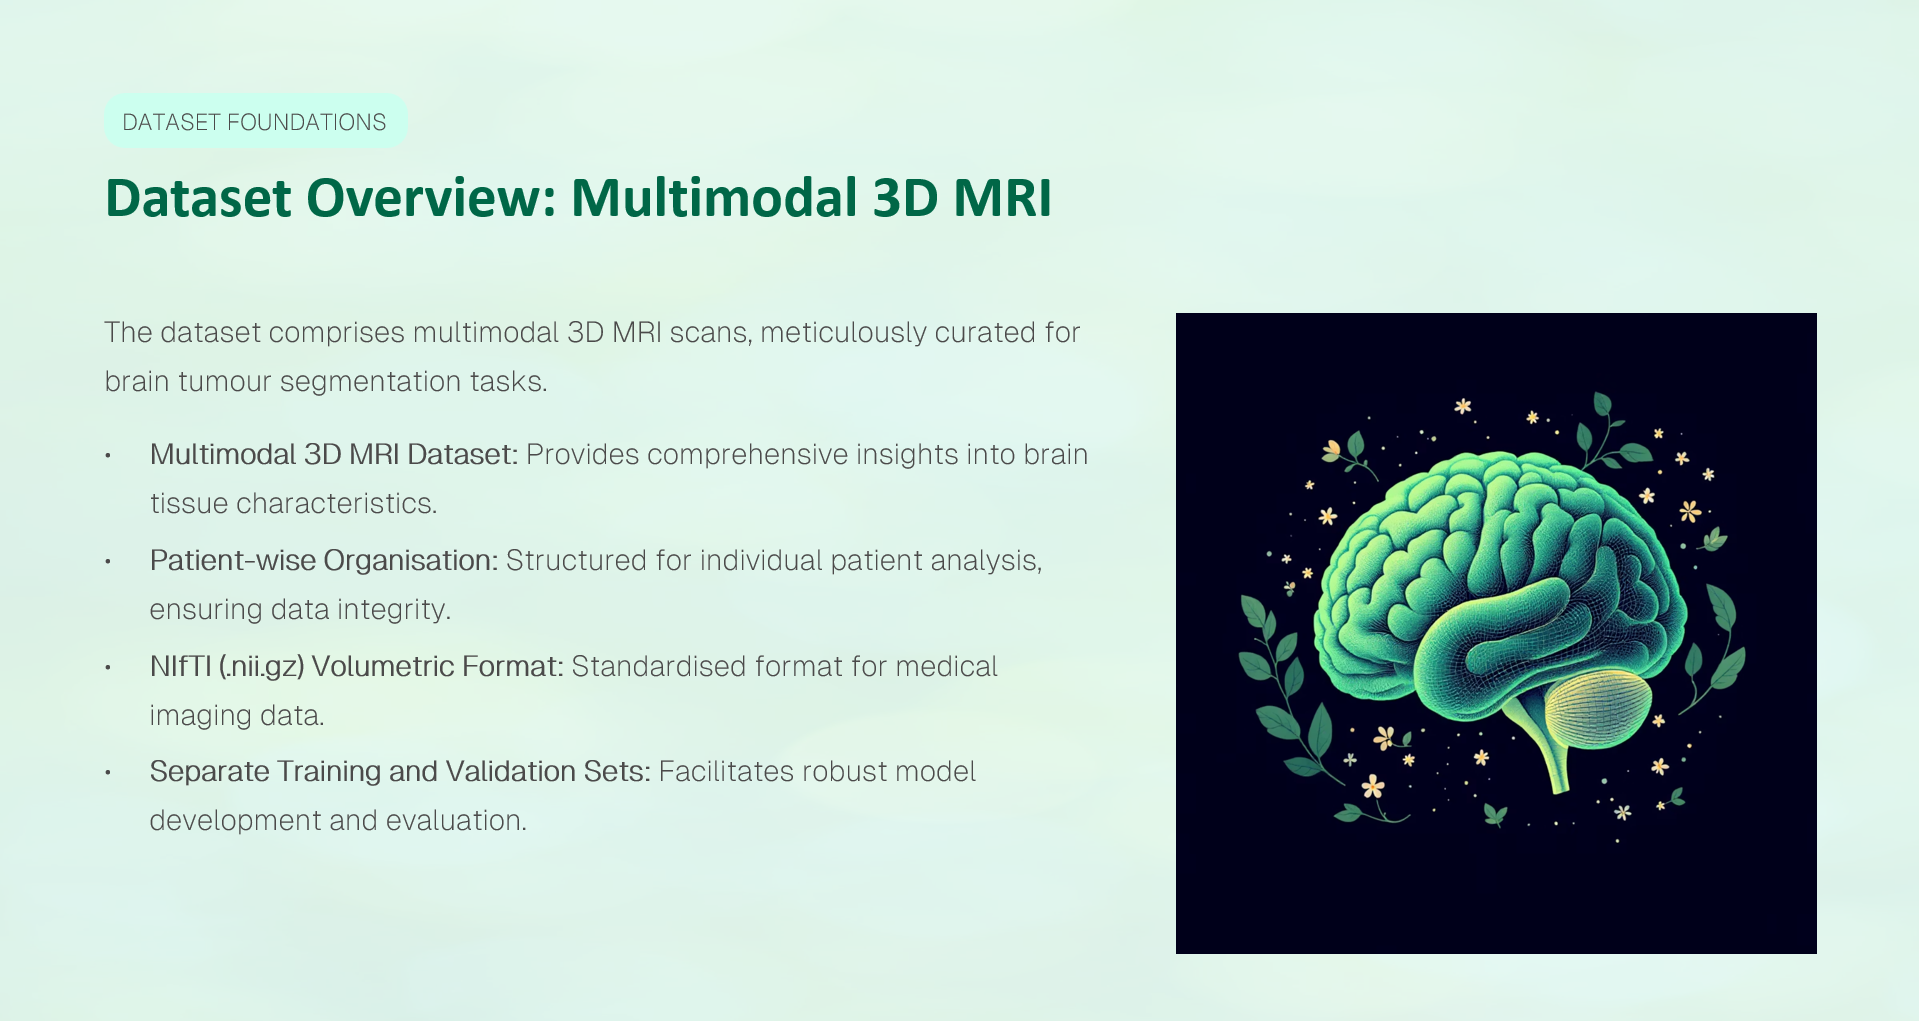 DATASET FOUNDATIONS
Dataset Overview: Multimodal 3D MRI
The dataset comprises multimodal 3D MRI scans, meticulously curated for
brain tumour segmentation tasks.
• Multimodal 3D MRI Dataset: Provides comprehensive insights into brain
tissue characteristics.
• Patient-wise Organisation: Structured for individual patient analysis,
ensuring data integrity.
• NIfTI (.nii.gz) Volumetric Format: Standardised format for medical
imaging data.
• Separate Training and Validation Sets: Facilitates robust model
development and evaluation.